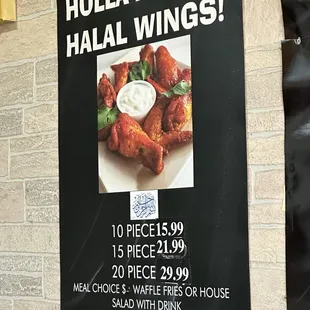 HALAL WINGS!
10 PIECE 15.99
15 PIECE 21.99
20 PIECE 29.99
MEAL CHOICE $- WAFFLE FRIES OR HOUSE
SALAD WITH DRINK